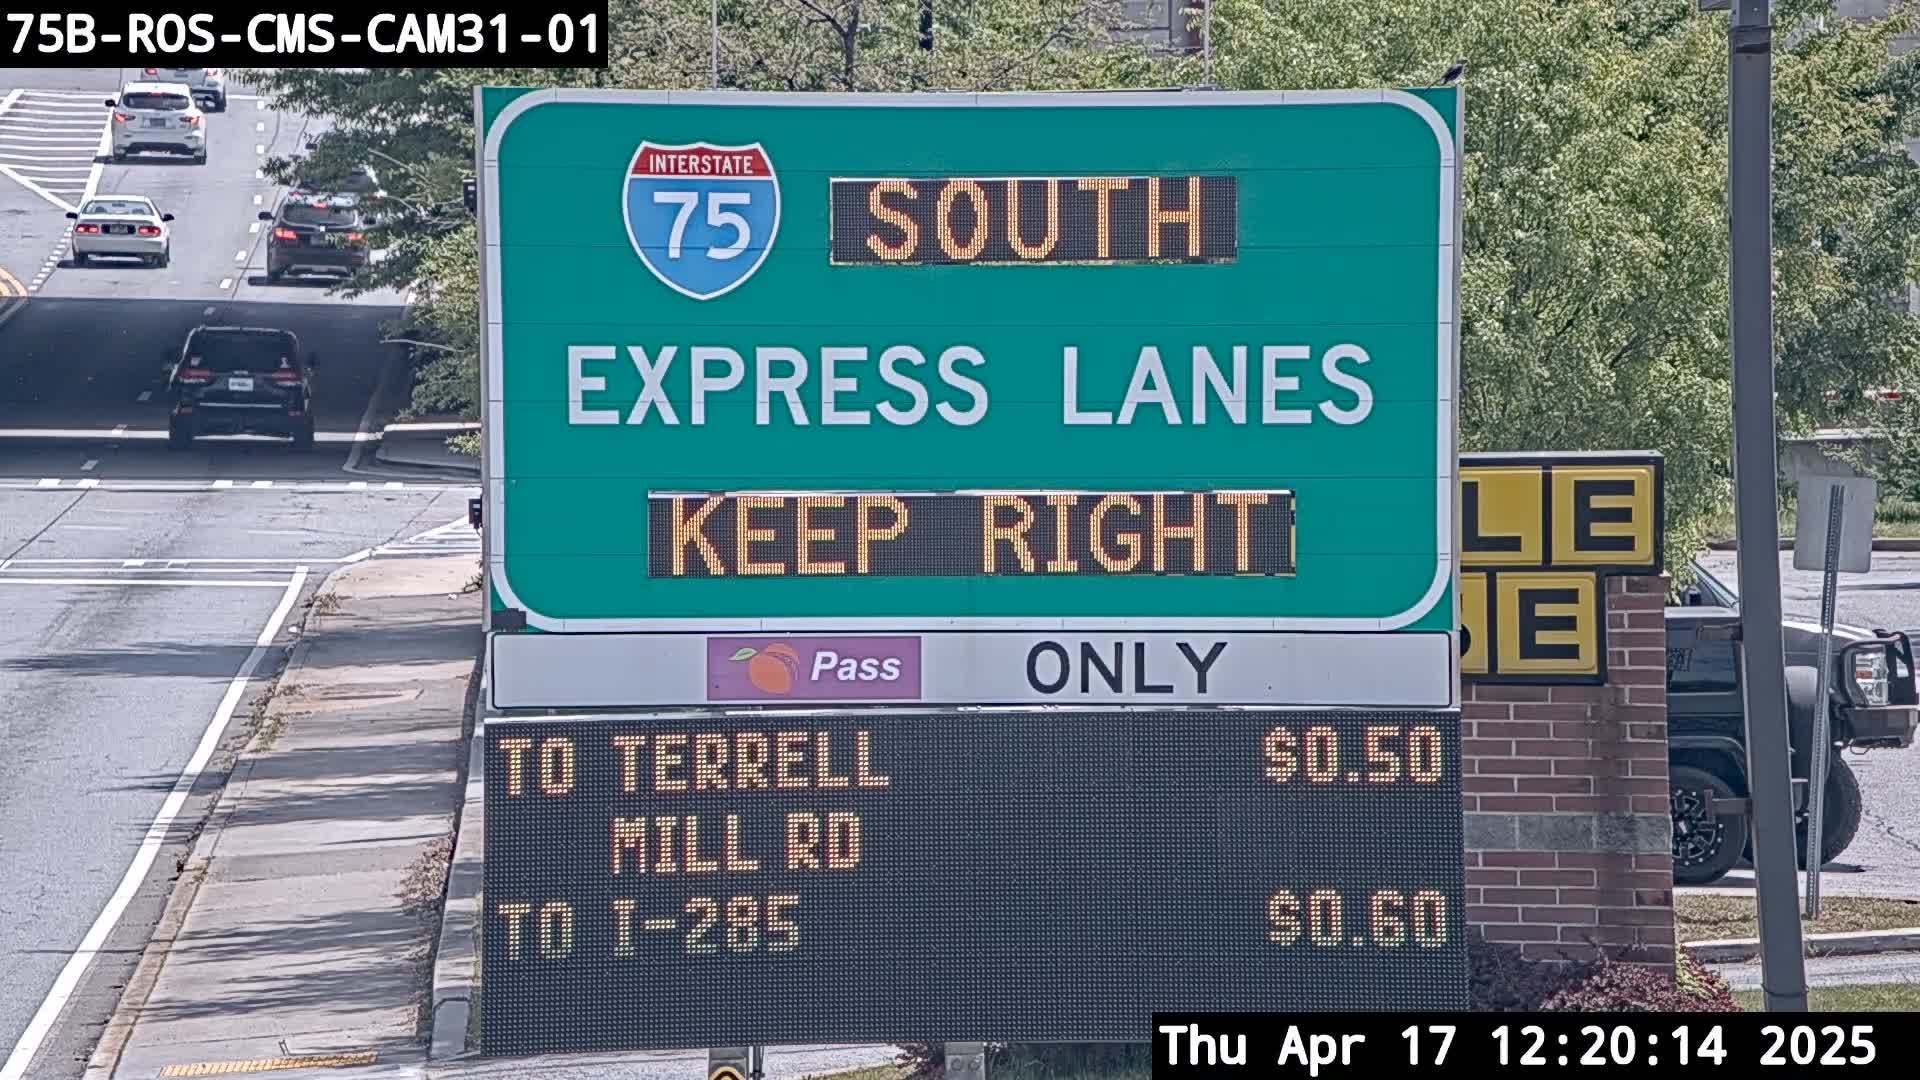 75B-ROS-CMS-CAM31-01
INTERSTATE
75
SOUTH
EXPRESS LANES
KEEP RIGHT
Pass ONLY
TO TERRELL $0.50
MILL RD
TO I-285 $0.60
LE
E
Thu Apr 17 12:20:14 2025